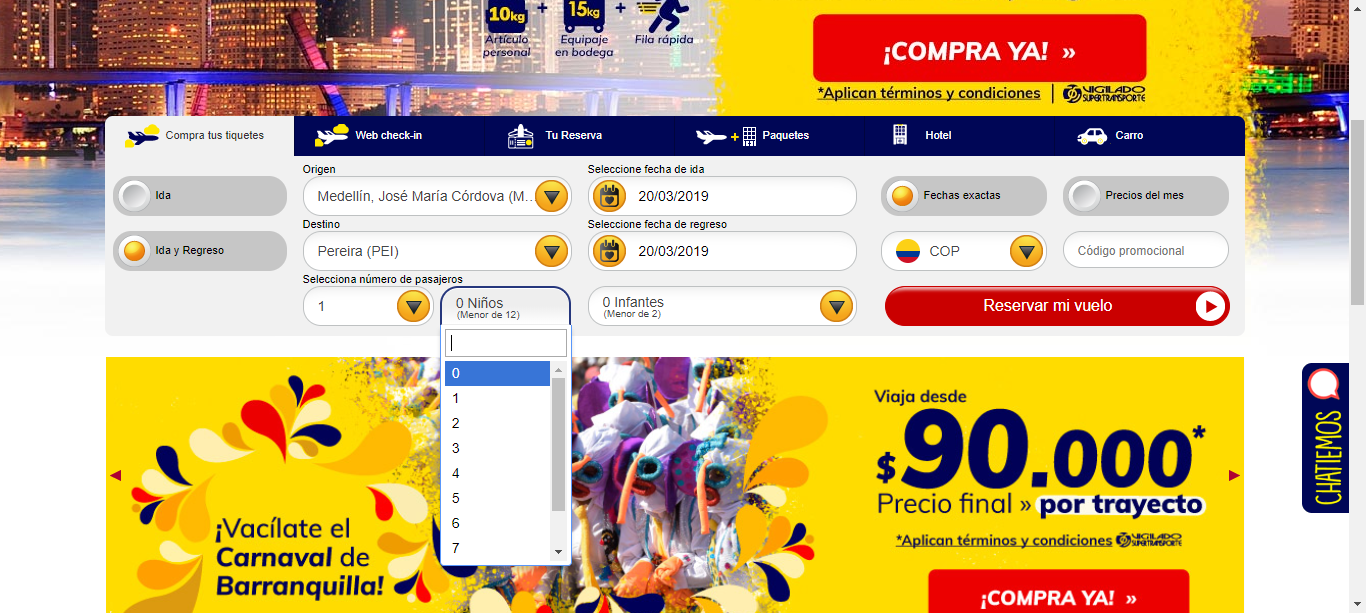 10kg + 15kg +
Artículo personal
Equipaje en bodega
Fila rápida
¡COMPRA YA! »
*Aplican términos y condiciones | VIGILADO SUPERTRANSPORTE
Compra tus tiquetes
Web check-in
Tu Reserva
+
Paquetes
Hotel
Carro
Ida
Ida y Regreso
Origen
Medellín, José María Córdova (M...
Destino
Pereira (PEI)
Selecciona número de pasajeros
1
0 Niños
(Menor de 12)
0
1
2
3
4
5
6
7
Seleccione fecha de ida
20/03/2019
Seleccione fecha de regreso
20/03/2019
0 Infantes
(Menor de 2)
Fechas exactas
Precios del mes
COP
Código promocional
Reservar mi vuelo
¡Vacílate el
Carnaval de
Barranquilla!
Viaja desde
$90.000*
Precio final » por trayecto
*Aplican términos y condiciones VIGILADO SUPERTRANSPORTE
¡COMPRA YA! »
CHATIEMOS